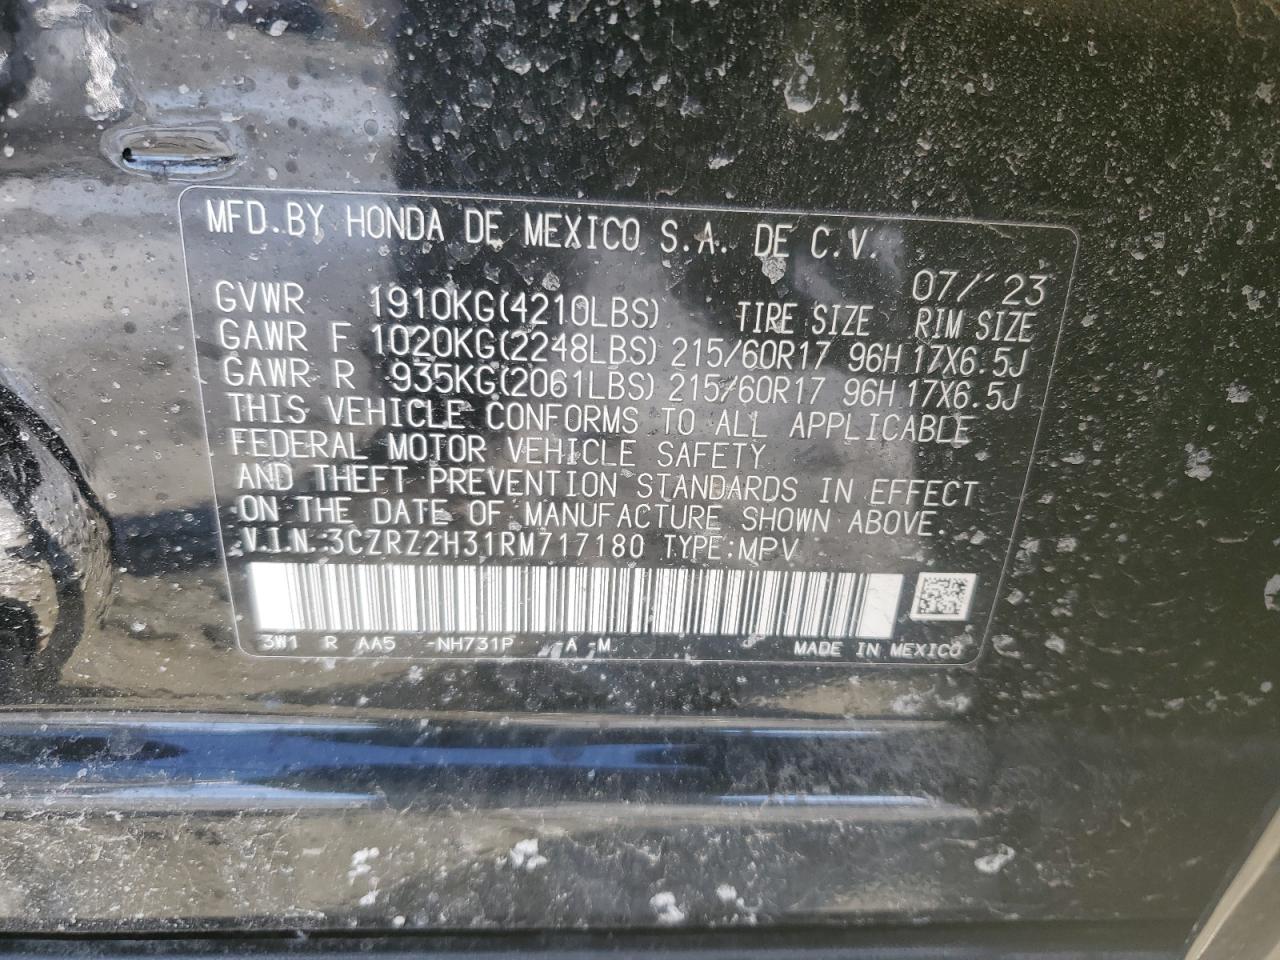 MFD.BY HONDA DE MEXICO S.A. DE C.V.
07/'23
GVWR 1910KG(4210LBS) TIRE SIZE RIM SIZE
GAWR F 1020KG(2248LBS) 215/60R17 96H 17X6.5J
GAWR R 935KG(2061LBS) 215/60R17 96H 17X6.5J
THIS VEHICLE CONFORMS TO ALL APPLICABLE
FEDERAL MOTOR VEHICLE SAFETY
AND THEFT PREVENTION STANDARDS IN EFFECT
ON THE DATE OF MANUFACTURE SHOWN ABOVE.
V.I.N.:3CZRZ2H31RM717180 TYPE:MPV
3W1 R AA5 -NH731P A -M MADE IN MEXICO